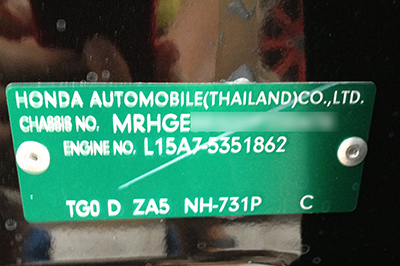 HONDA AUTOMOBILE(THAILAND)CO.,LTD.
CHASSIS NO. MRHGE
ENGINE NO. L15A7-5351862
TG0 D ZA5 NH-731P C